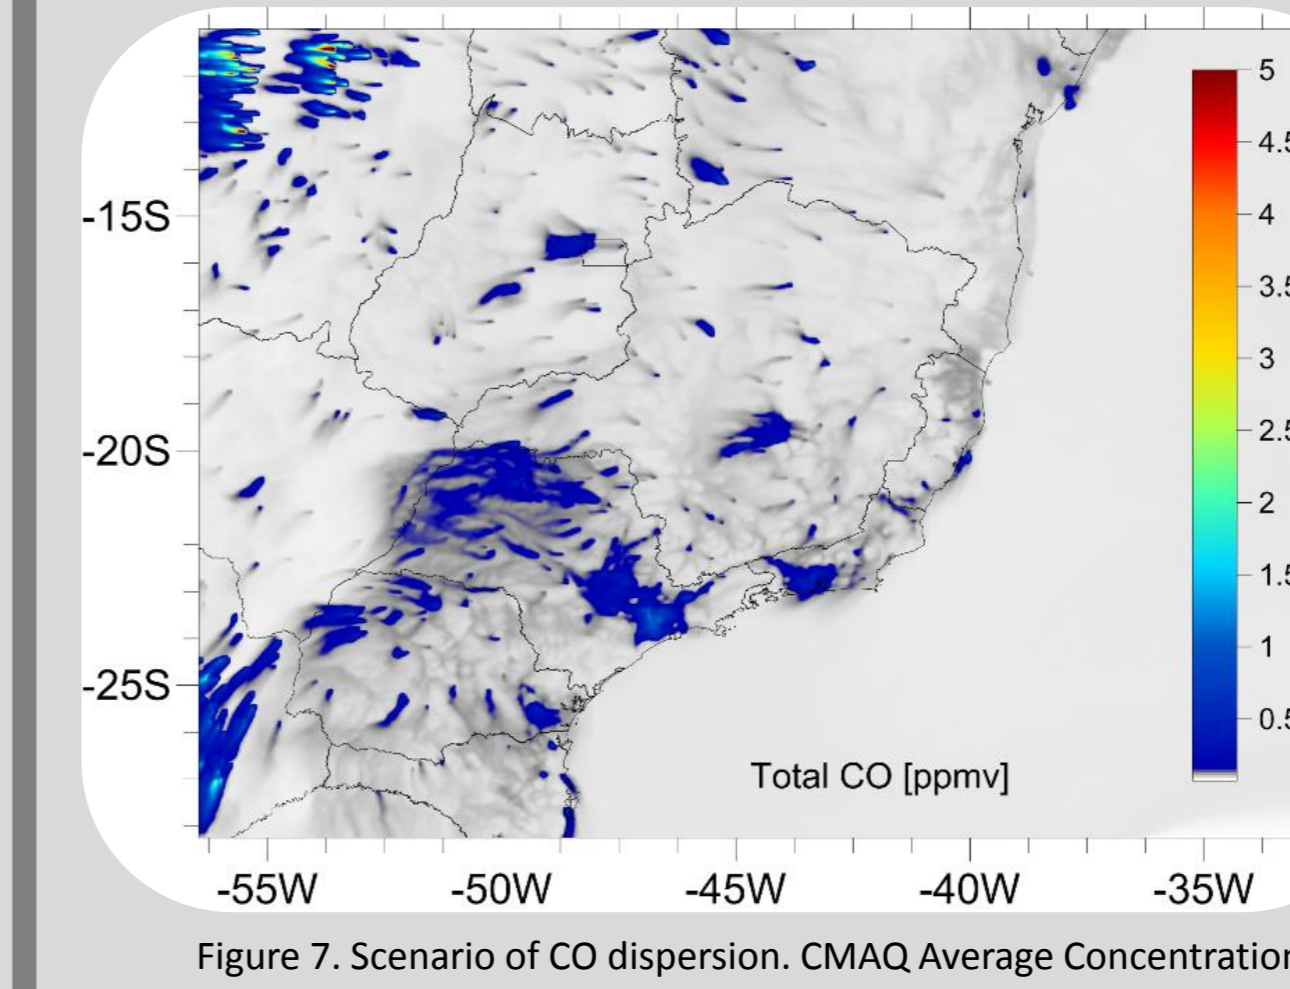 5
4.5
4
3.5
3
2.5
2
1.5
1
0.5
-15S
-20S
-25S
Total CO [ppmv]
-55W -50W -45W -40W -35W
Figure 7. Scenario of CO dispersion. CMAQ Average Concentration